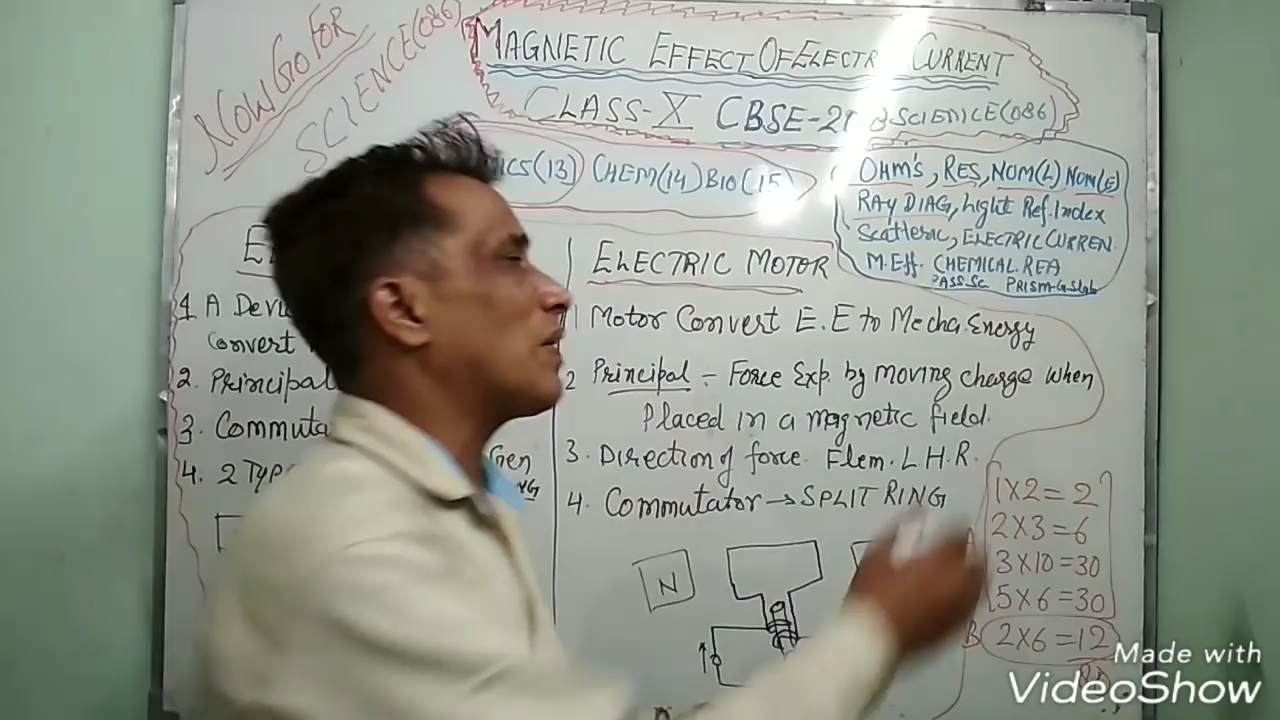 NOW GO FOR
SCIENCE (086)
MAGNETIC EFFECT OF ELECTR CURRENT
CLASS-X CBSE-2 SCIENCE (086)
ICS (13) CHEM (14) BIO (15)
OHM'S, RES, NOM(L) NOM(E)
RAY DIAG, Light Ref. Index
ELECTRIC CURREN
M. Eff. CHEMICAL. REA
PASS.Sc. PRISM-G-Slab
E
1. A Devi
Convert
2. Principal
3. Commuta
4. 2 TYP
Gen
NG
ELECTRIC MOTOR
1 Motor Convert E.E to Mecha. Energy
2 Principal - Force Exp. by moving charge when
Placed in a magnetic field.
3. Direction of force. Flem. L.H.R.
4. Commutator → SPLIT RING
N
A
1x2 = 2
2x3 = 6
3x10 = 30
5x6 = 30
B 2x6 = 12
Made with
VideoShow